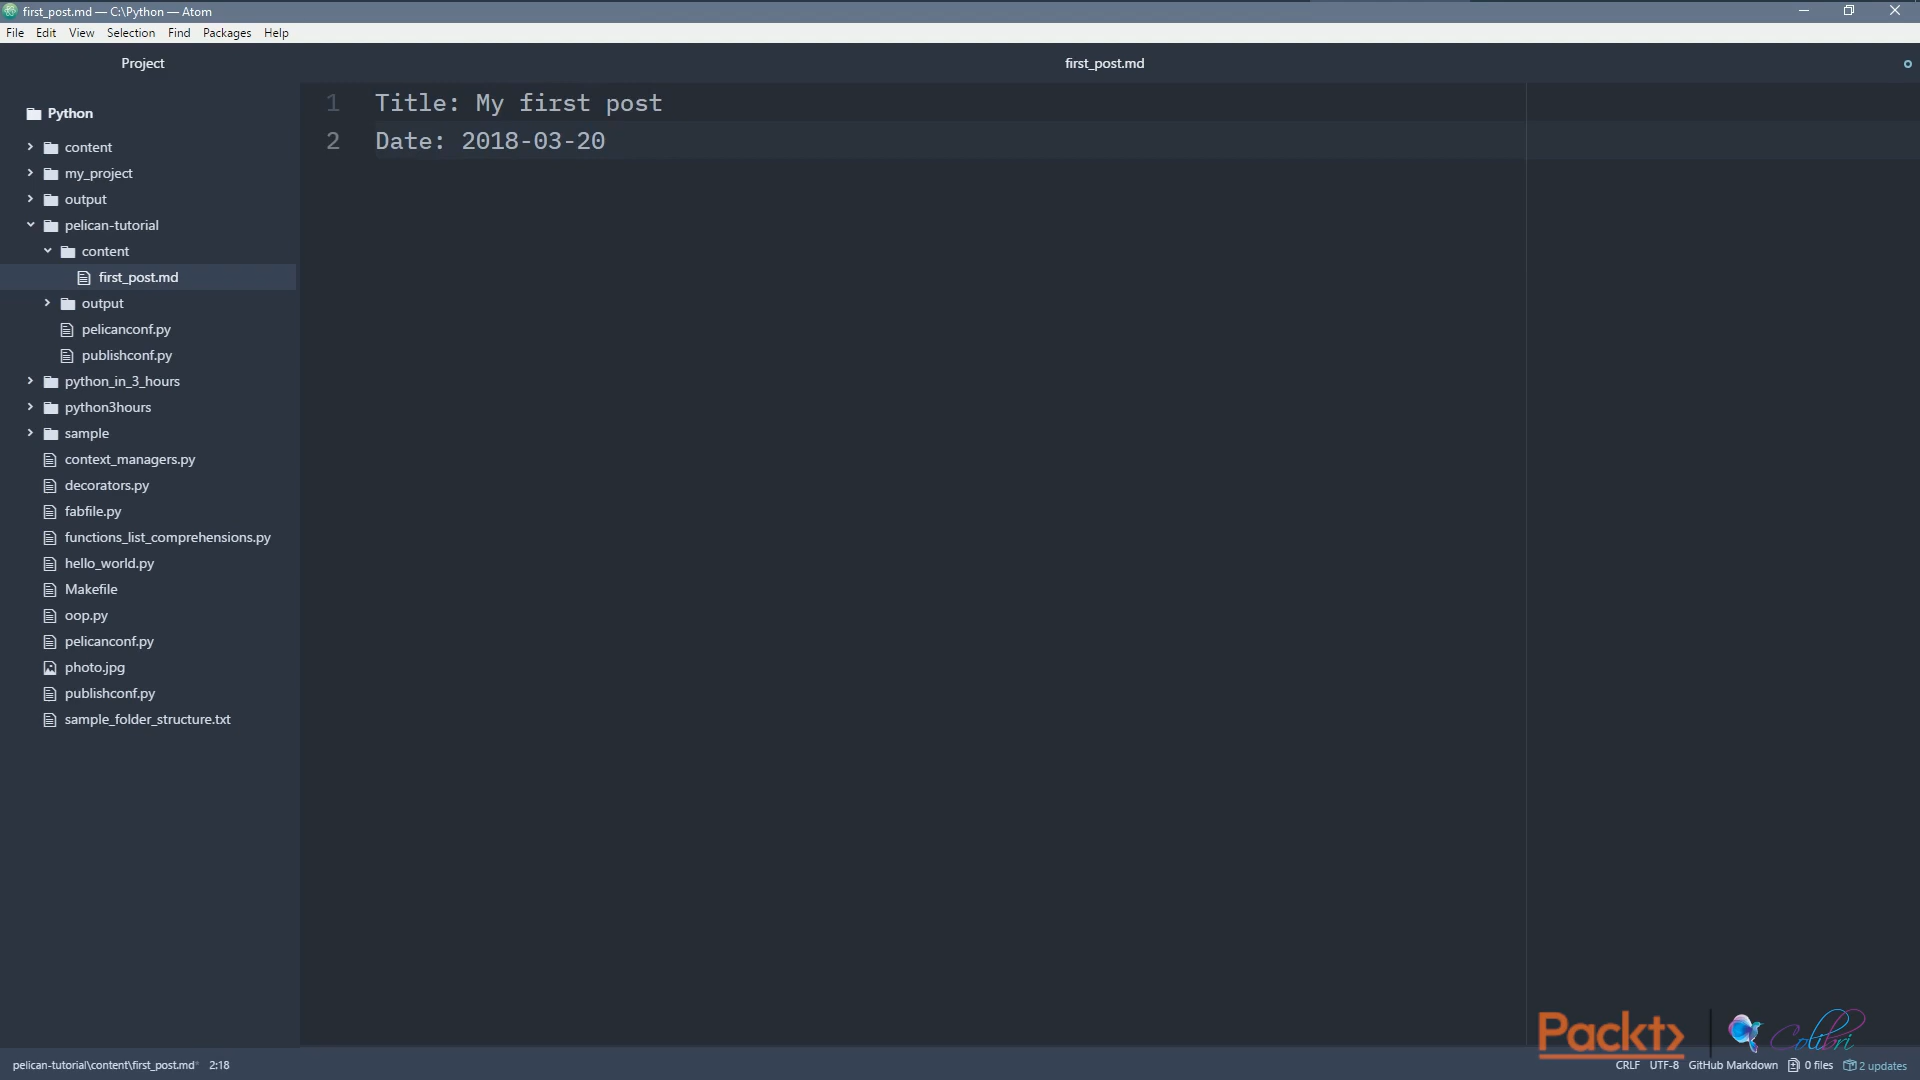 first_post.md — C:\Python — Atom
File Edit View Selection Find Packages Help
Project
first_post.md
Python
content
my_project
output
pelican-tutorial
content
first_post.md
output
pelicanconf.py
publishconf.py
python_in_3_hours
python3hours
sample
context_managers.py
decorators.py
fabfile.py
functions_list_comprehensions.py
hello_world.py
Makefile
oop.py
pelicanconf.py
photo.jpg
publishconf.py
sample_folder_structure.txt
1 Title: My first post
2 Date: 2018-03-20
Packt>
Colibri
pelican-tutorial\content\first_post.md* 2:18
CRLF UTF-8 GitHub Markdown 0 files 2 updates